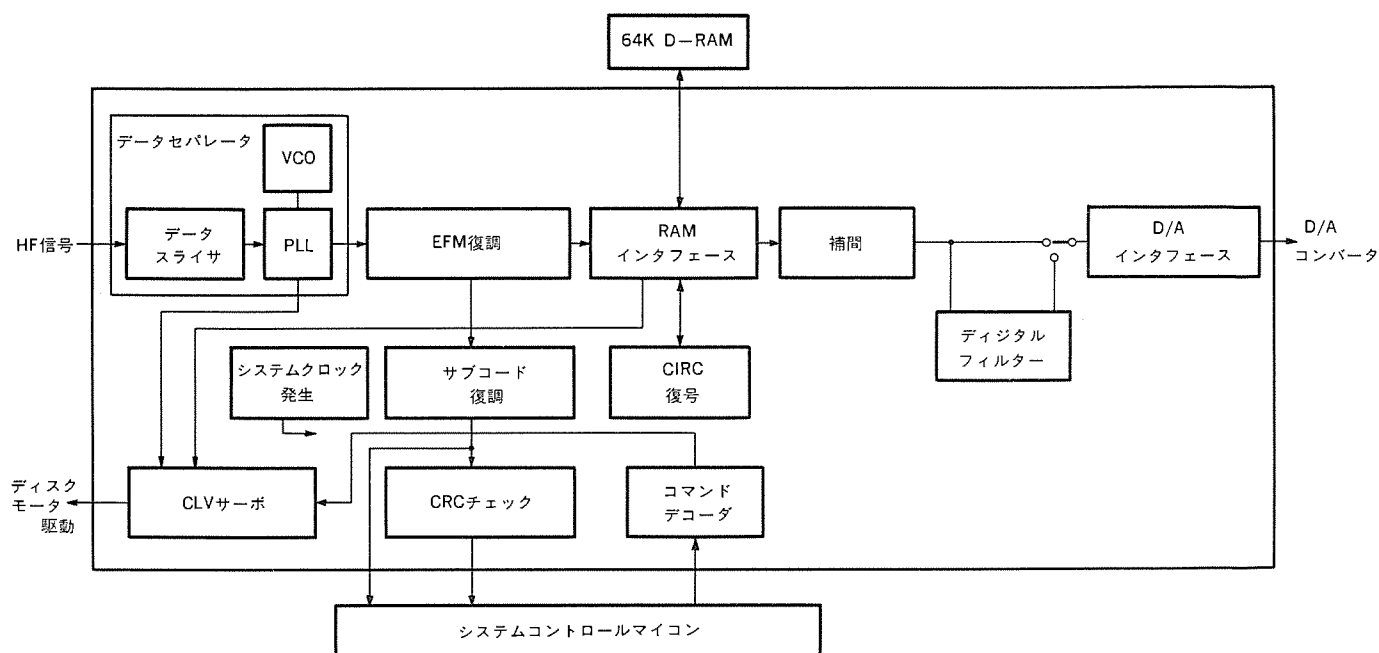 64K D-RAM
データセパレータ
VCO
HF信号
データ
スライサ
PLL
EFM復調
RAM
インタフェース
補間
D/A
インタフェース
D/A
コンバータ
ディジタル
フィルター
システムクロック
発生
サブコード
復調
CIRC
復号
ディスク
モータ
駆動
CLVサーボ
CRCチェック
コマンド
デコーダ
システムコントロールマイコン